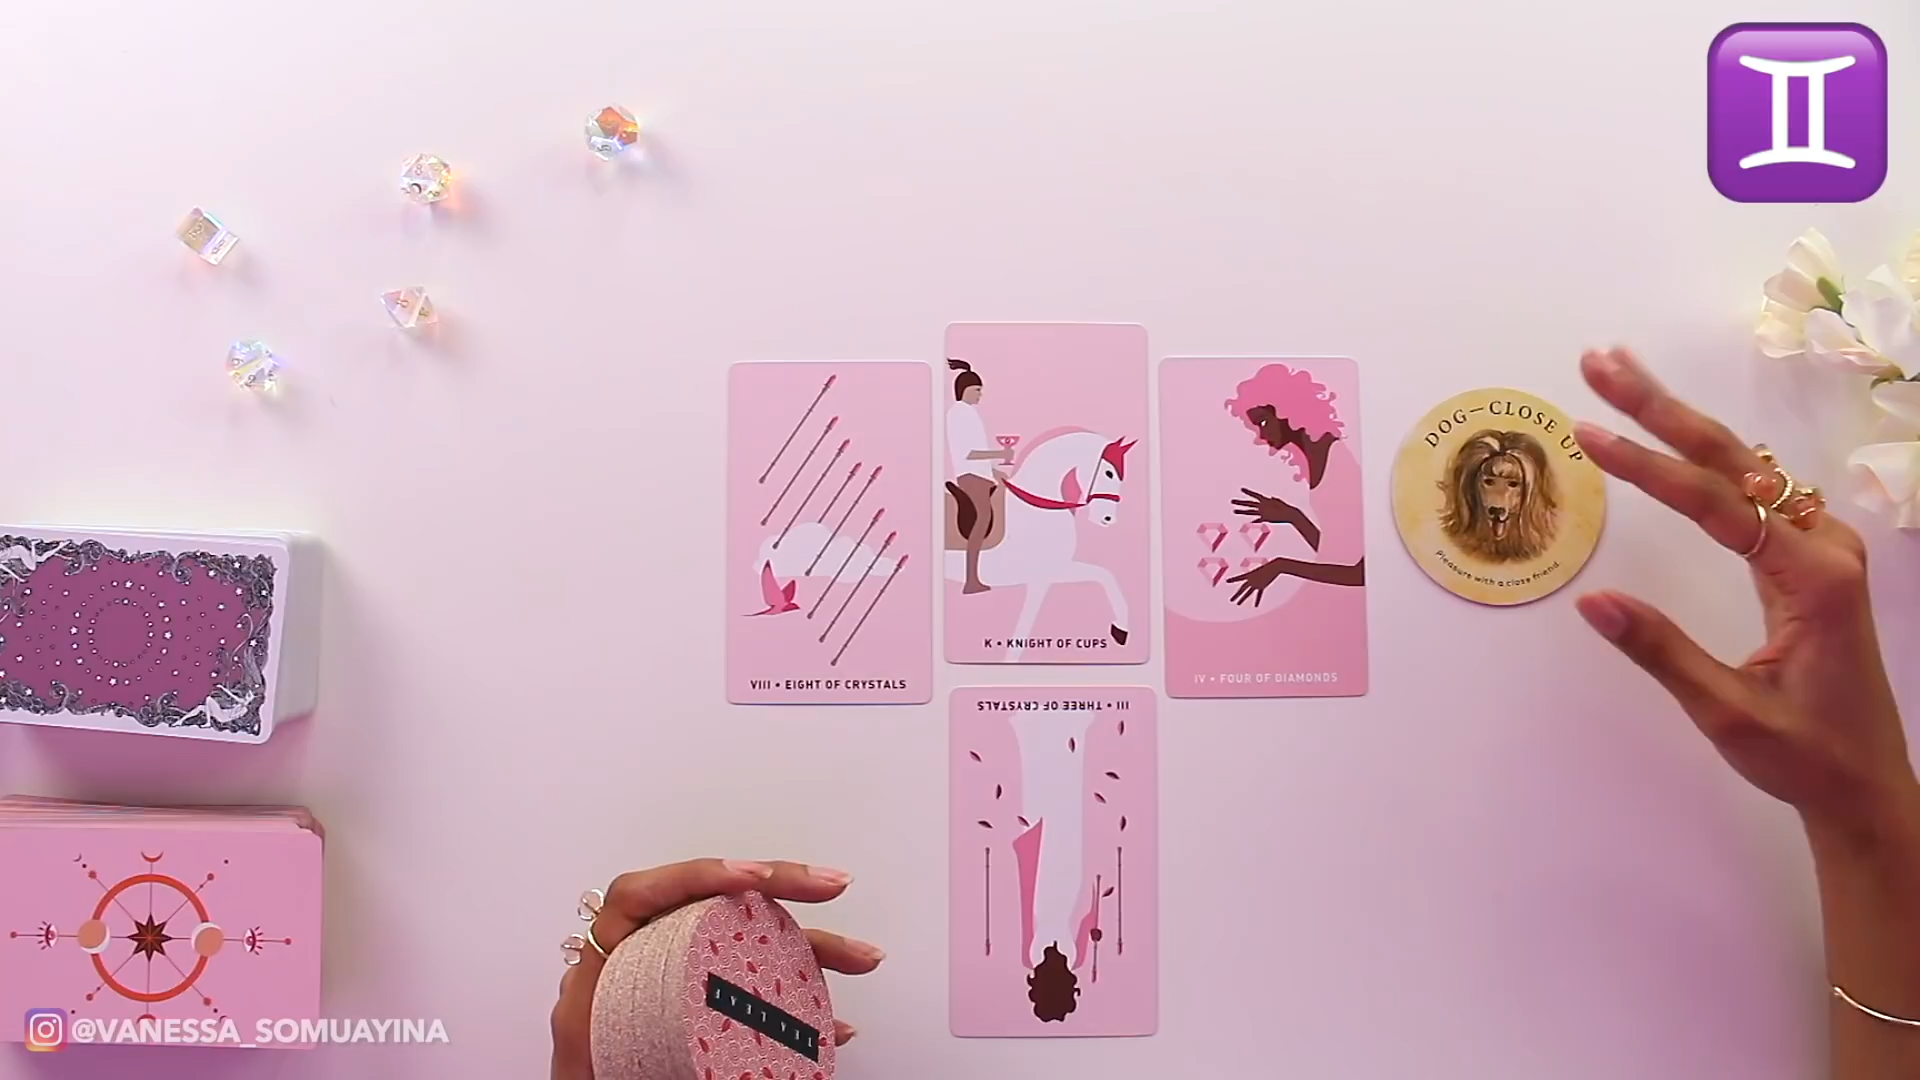 DOG—CLOSE UP
Pleasure with a close friend.
K • KNIGHT OF CUPS
IV • FOUR OF DIAMONDS
VIII • EIGHT OF CRYSTALS
III • THREE OF CRYSTALS
TEA LEAF
@VANESSA_SOMUAYINA